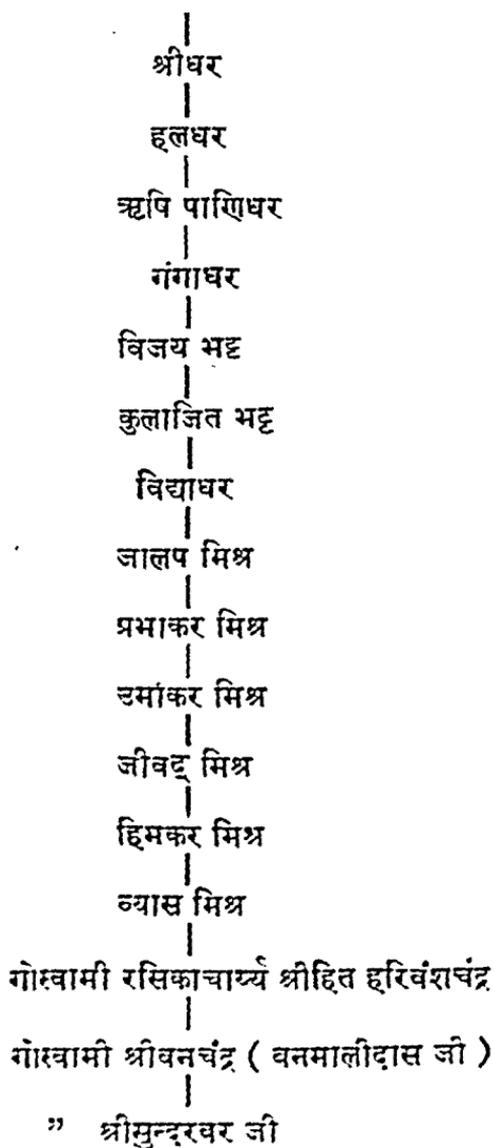 श्रीधर
हलधर
ऋषि पाणिधर
गंगाधर
विजय भट्ट
कुलाजित भट्ट
विद्याधर
जालप मिश्र
प्रभाकर मिश्र
उमांकर मिश्र
जीवद् मिश्र
हिमकर मिश्र
व्यास मिश्र
गोस्वामी रसिकाचार्य्य श्रीहित हरिवंशचंद्र
गोस्वामी श्रीवनचंद्र ( वनमालीदास जी )
” श्रीसुन्दरवर जी